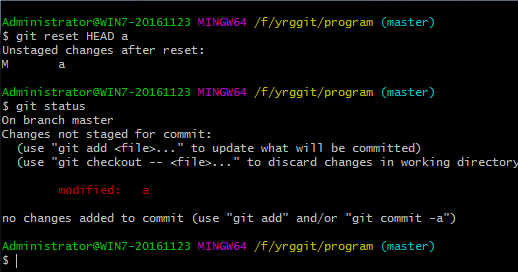 Administrator@WIN7-20161123 MINGW64 /f/yrggit/program (master)
$ git reset HEAD a
Unstaged changes after reset:
M       a
Administrator@WIN7-20161123 MINGW64 /f/yrggit/program (master)
$ git status
On branch master
Changes not staged for commit:
  (use "git add <file>..." to update what will be committed)
  (use "git checkout -- <file>..." to discard changes in working directory
        modified:   a
no changes added to commit (use "git add" and/or "git commit -a")
Administrator@WIN7-20161123 MINGW64 /f/yrggit/program (master)
$